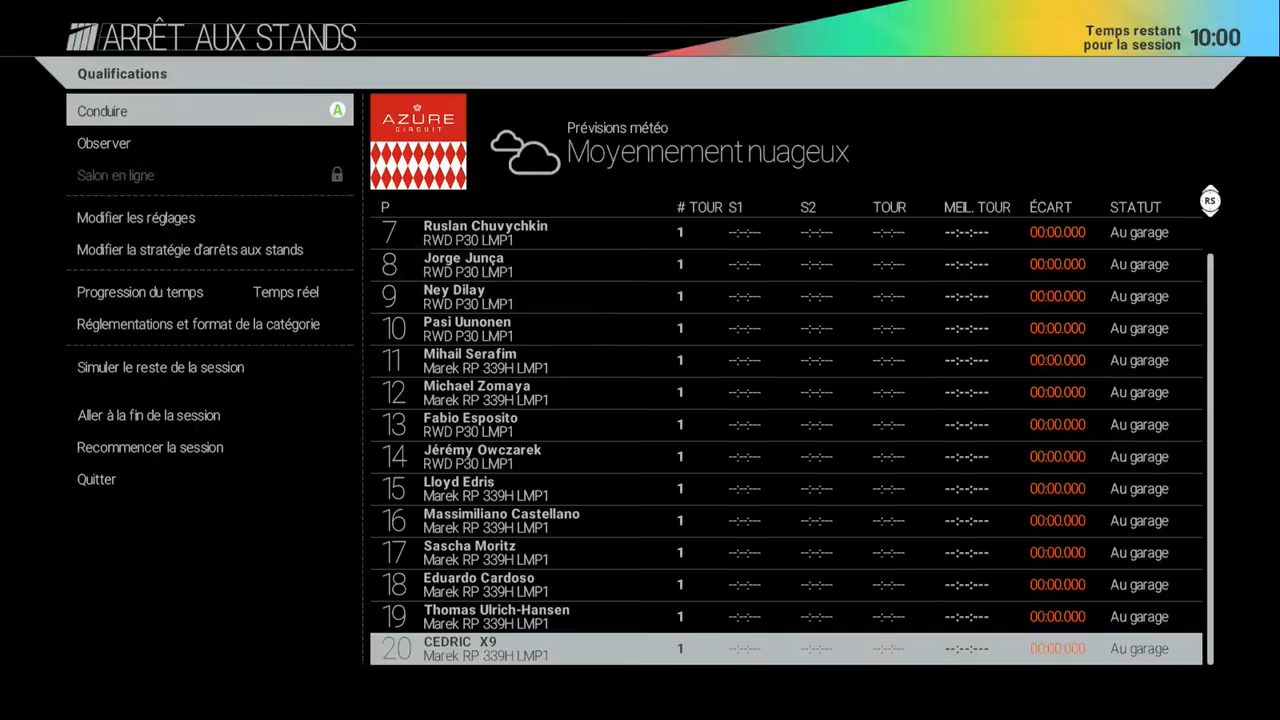 ARRÊT AUX STANDS
Temps restant
pour la session 10:00
Qualifications
Conduire A
Observer
Salon en ligne
Modifier les réglages
Modifier la stratégie d'arrêts aux stands
Progression du temps Temps réel
Réglementations et format de la catégorie
Simuler le reste de la session
Aller à la fin de la session
Recommencer la session
Quitter
AZURE
CIRCUIT
Prévisions météo
Moyennement nuageux
P # TOUR S1 S2 TOUR MEIL. TOUR ÉCART STATUT RS
7 Ruslan Chuvychkin 1 --:--:--- --:--:--- --:--:--- --:--:--- 00:00.000 Au garage
RWD P30 LMP1
8 Jorge Junça 1 --:--:--- --:--:--- --:--:--- --:--:--- 00:00.000 Au garage
RWD P30 LMP1
9 Ney Dilay 1 --:--:--- --:--:--- --:--:--- --:--:--- 00:00.000 Au garage
RWD P30 LMP1
10 Pasi Uunonen 1 --:--:--- --:--:--- --:--:--- --:--:--- 00:00.000 Au garage
RWD P30 LMP1
11 Mihail Serafim 1 --:--:--- --:--:--- --:--:--- --:--:--- 00:00.000 Au garage
Marek RP 339H LMP1
12 Michael Zomaya 1 --:--:--- --:--:--- --:--:--- --:--:--- 00:00.000 Au garage
Marek RP 339H LMP1
13 Fabio Esposito 1 --:--:--- --:--:--- --:--:--- --:--:--- 00:00.000 Au garage
RWD P30 LMP1
14 Jérémy Owczarek 1 --:--:--- --:--:--- --:--:--- --:--:--- 00:00.000 Au garage
RWD P30 LMP1
15 Lloyd Edris 1 --:--:--- --:--:--- --:--:--- --:--:--- 00:00.000 Au garage
Marek RP 339H LMP1
16 Massimiliano Castellano 1 --:--:--- --:--:--- --:--:--- --:--:--- 00:00.000 Au garage
Marek RP 339H LMP1
17 Sascha Moritz 1 --:--:--- --:--:--- --:--:--- --:--:--- 00:00.000 Au garage
Marek RP 339H LMP1
18 Eduardo Cardoso 1 --:--:--- --:--:--- --:--:--- --:--:--- 00:00.000 Au garage
Marek RP 339H LMP1
19 Thomas Ulrich-Hansen 1 --:--:--- --:--:--- --:--:--- --:--:--- 00:00.000 Au garage
Marek RP 339H LMP1
20 CEDRIC X9 1 --:--:--- --:--:--- --:--:--- --:--:--- 00:00.000 Au garage
Marek RP 339H LMP1